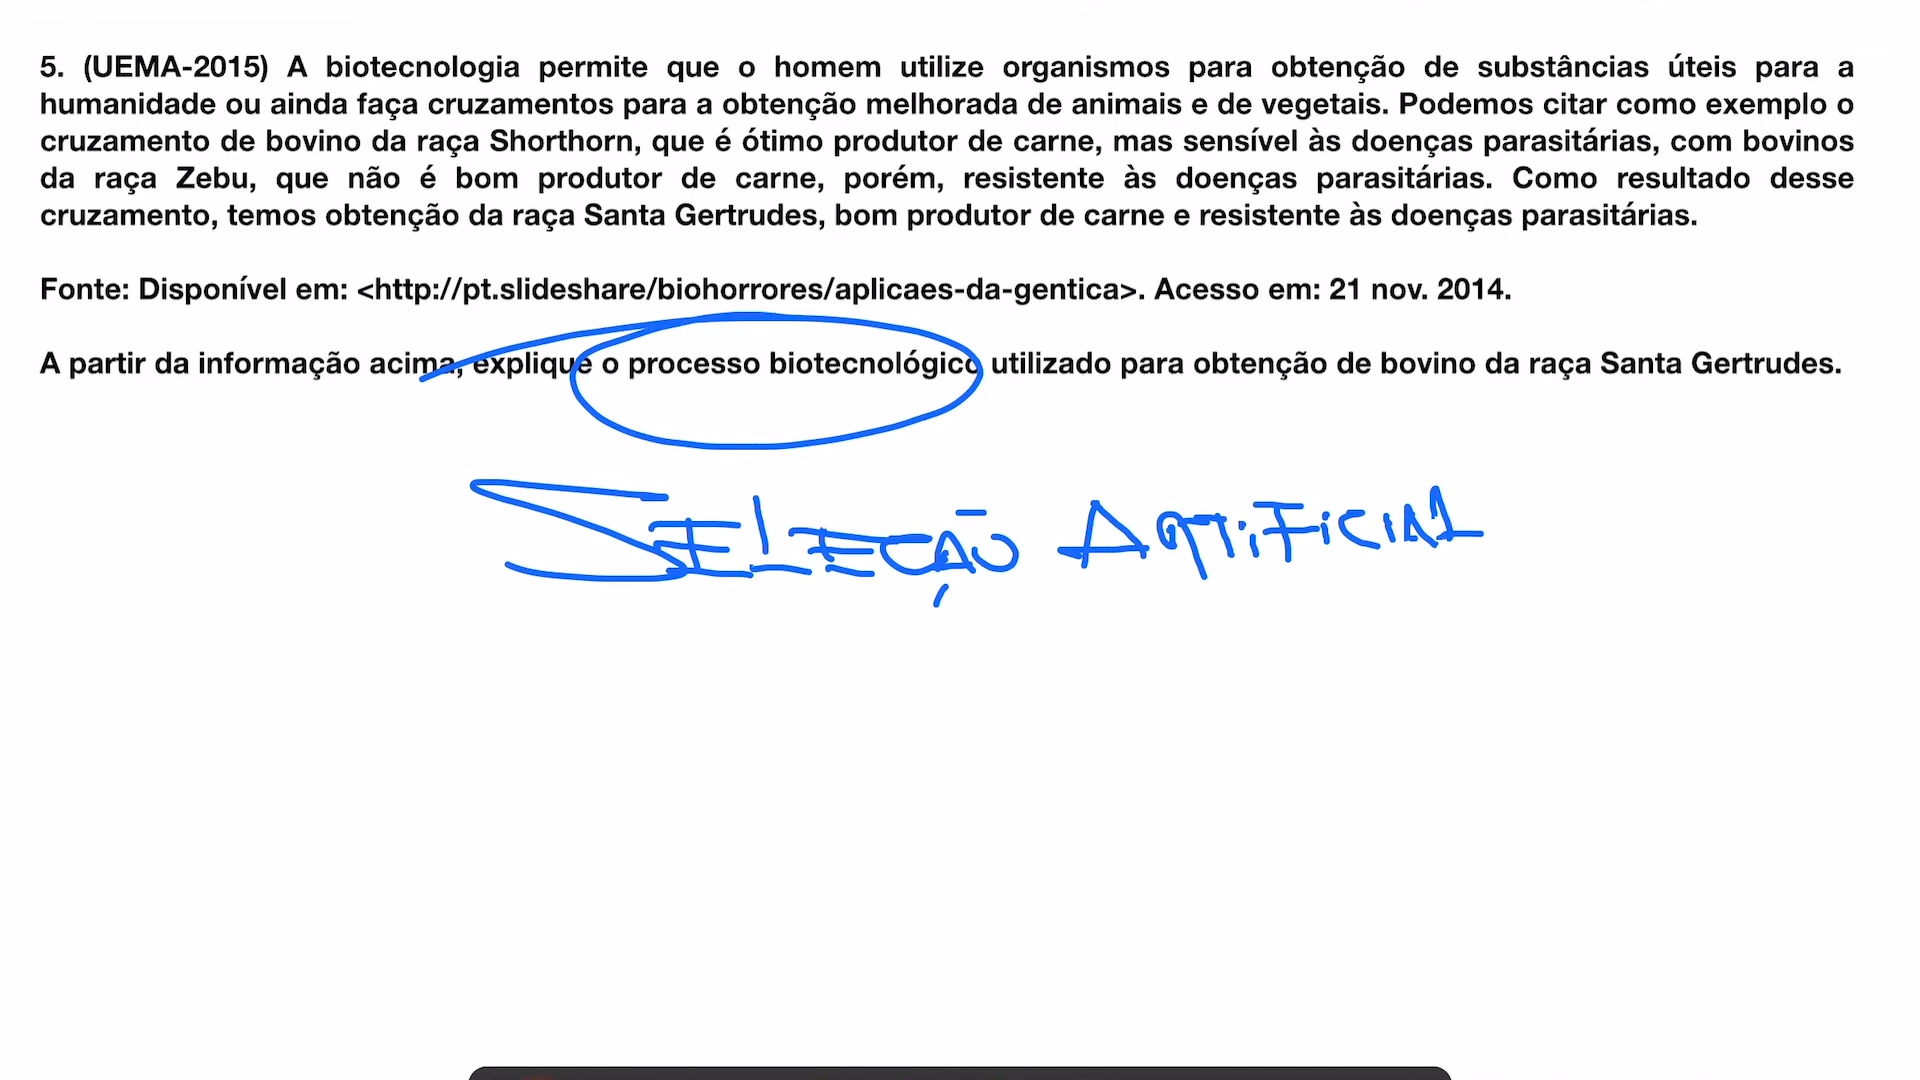 5. (UEMA-2015) A biotecnologia permite que o homem utilize organismos para obtenção de substâncias úteis para a
humanidade ou ainda faça cruzamentos para a obtenção melhorada de animais e de vegetais. Podemos citar como exemplo o
cruzamento de bovino da raça Shorthorn, que é ótimo produtor de carne, mas sensível às doenças parasitárias, com bovinos
da raça Zebu, que não é bom produtor de carne, porém, resistente às doenças parasitárias. Como resultado desse
cruzamento, temos obtenção da raça Santa Gertrudes, bom produtor de carne e resistente às doenças parasitárias.
Fonte: Disponível em: <http://pt.slideshare/biohorrores/aplicaes-da-gentica>. Acesso em: 21 nov. 2014.
A partir da informação acima, explique o processo biotecnológico utilizado para obtenção de bovino da raça Santa Gertrudes.
SELEÇÃO ARTIFICIAL